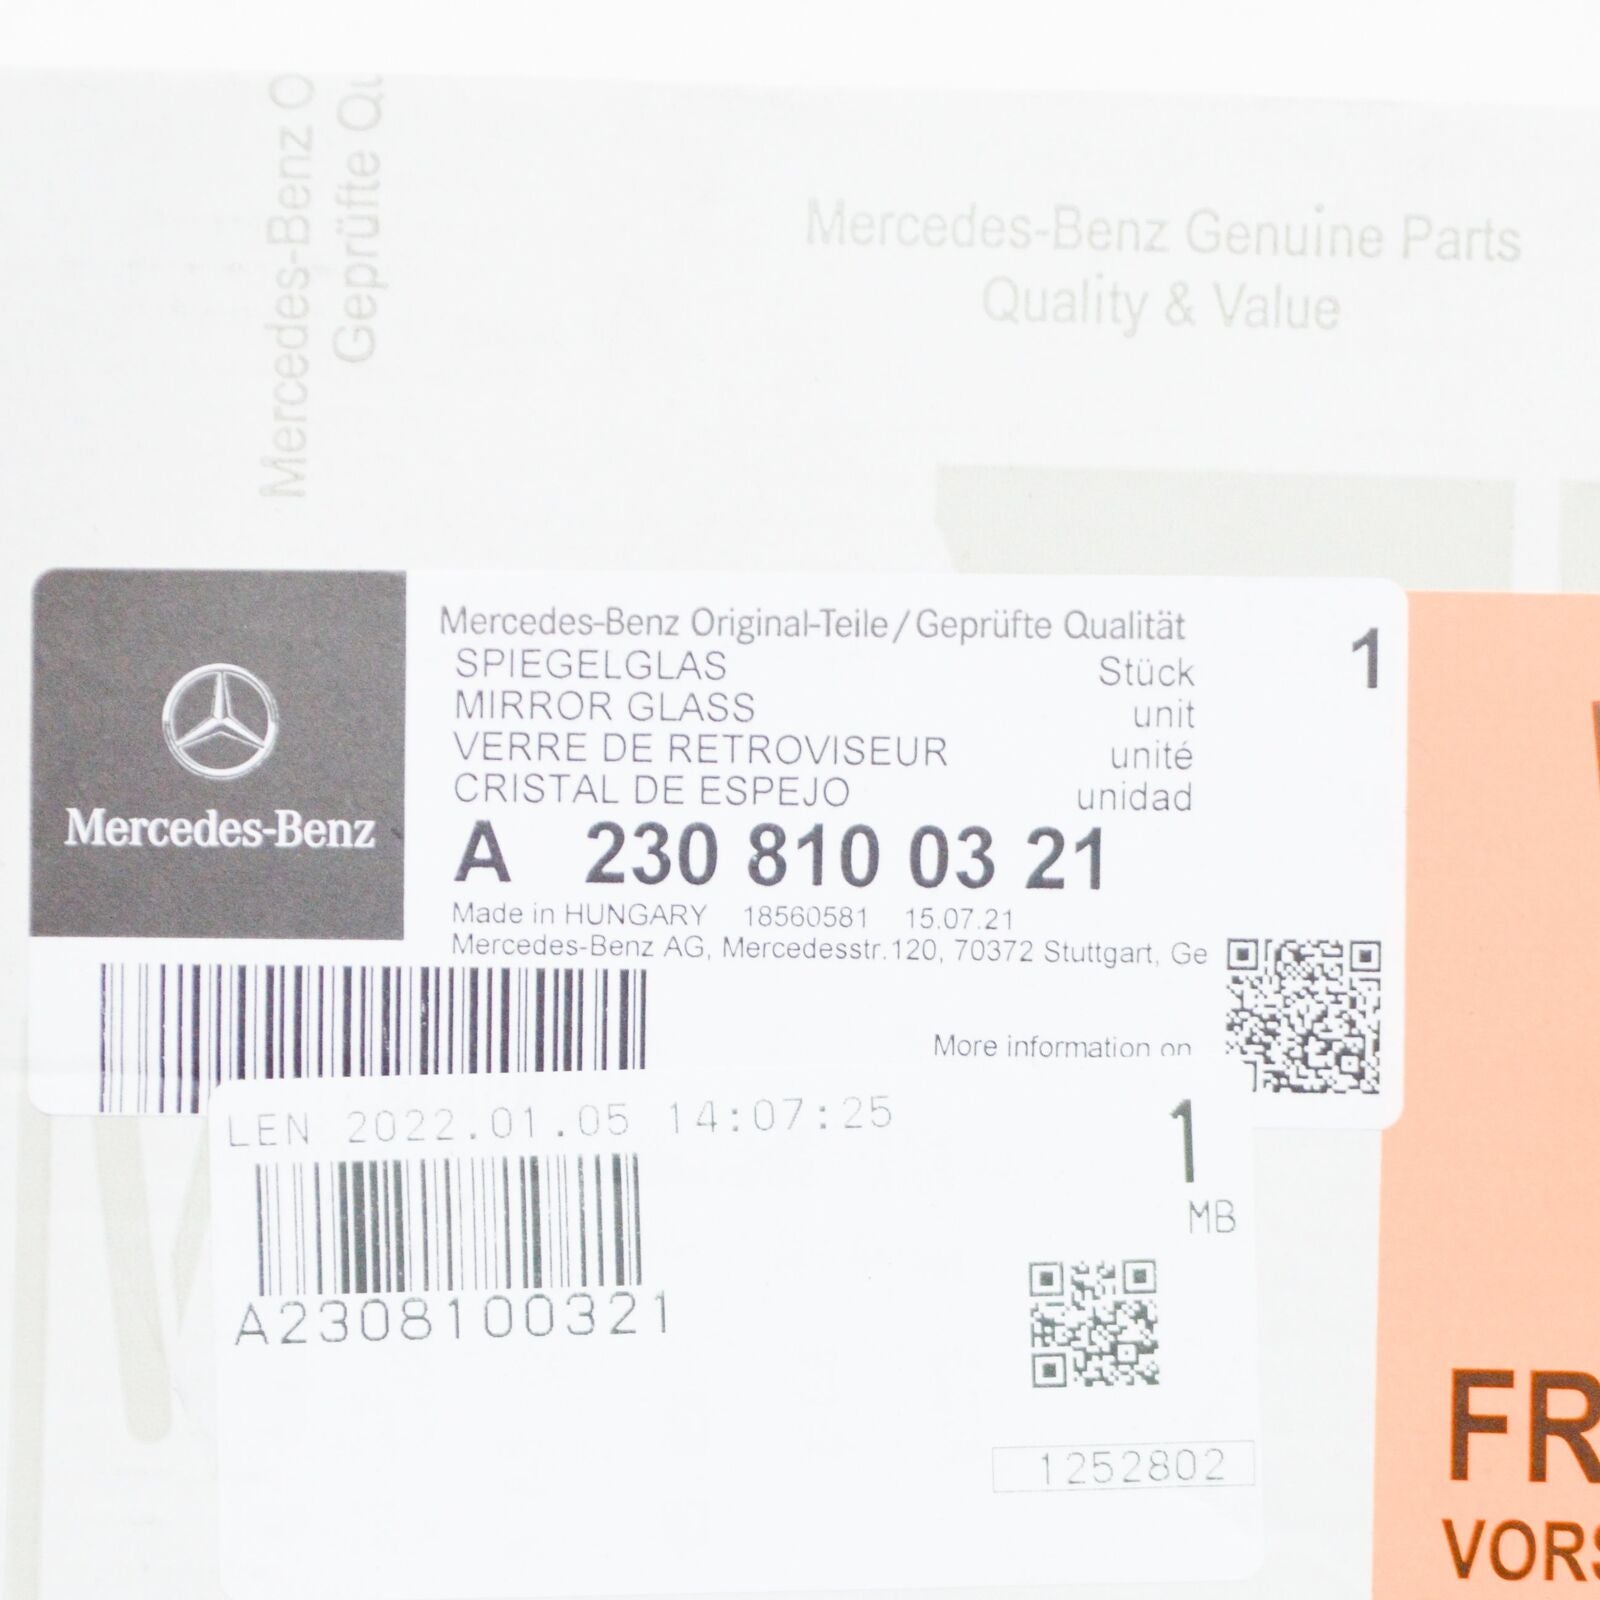 Mercedes-Benz O
Geprüfte Qu
Mercedes-Benz Genuine Parts
Quality & Value
Mercedes-Benz
Mercedes-Benz Original-Teile/Geprüfte Qualität
SPIEGELGLAS Stück 1
MIRROR GLASS unit
VERRE DE RETROVISEUR unité
CRISTAL DE ESPEJO unidad
A 230 810 03 21
Made in HUNGARY 18560581 15.07.21
Mercedes-Benz AG, Mercedesstr.120, 70372 Stuttgart, Ge
More information on
LEN 2022.01.05 14:07:25 1
MB
A2308100321
1252802
FR
VORS